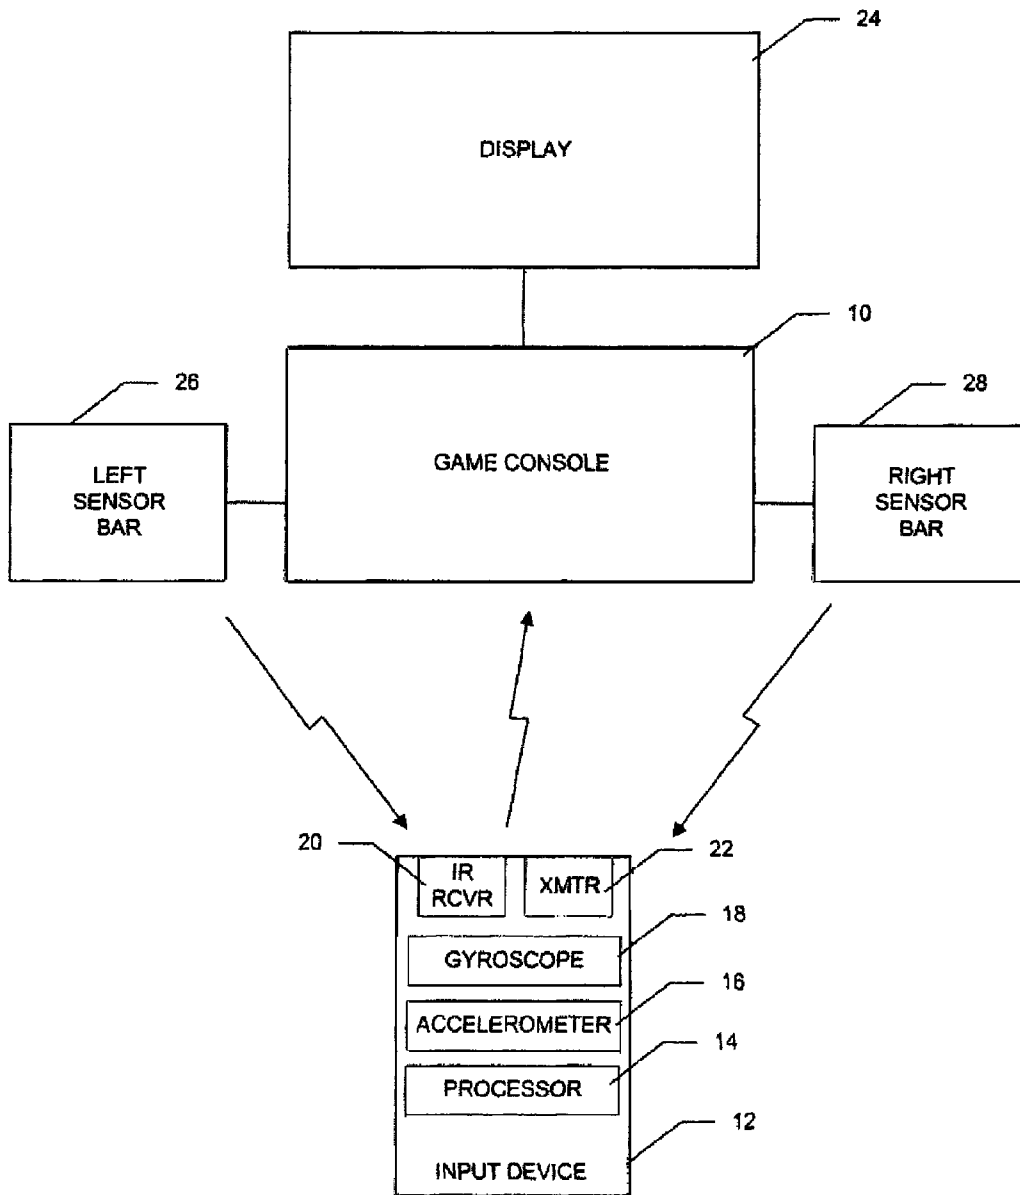 24
DISPLAY
10
26
28
GAME CONSOLE
LEFT
SENSOR
BAR
RIGHT
SENSOR
BAR
20
IR
RCVR
XMTR
22
18
GYROSCOPE
16
ACCELEROMETER
14
PROCESSOR
12
INPUT DEVICE